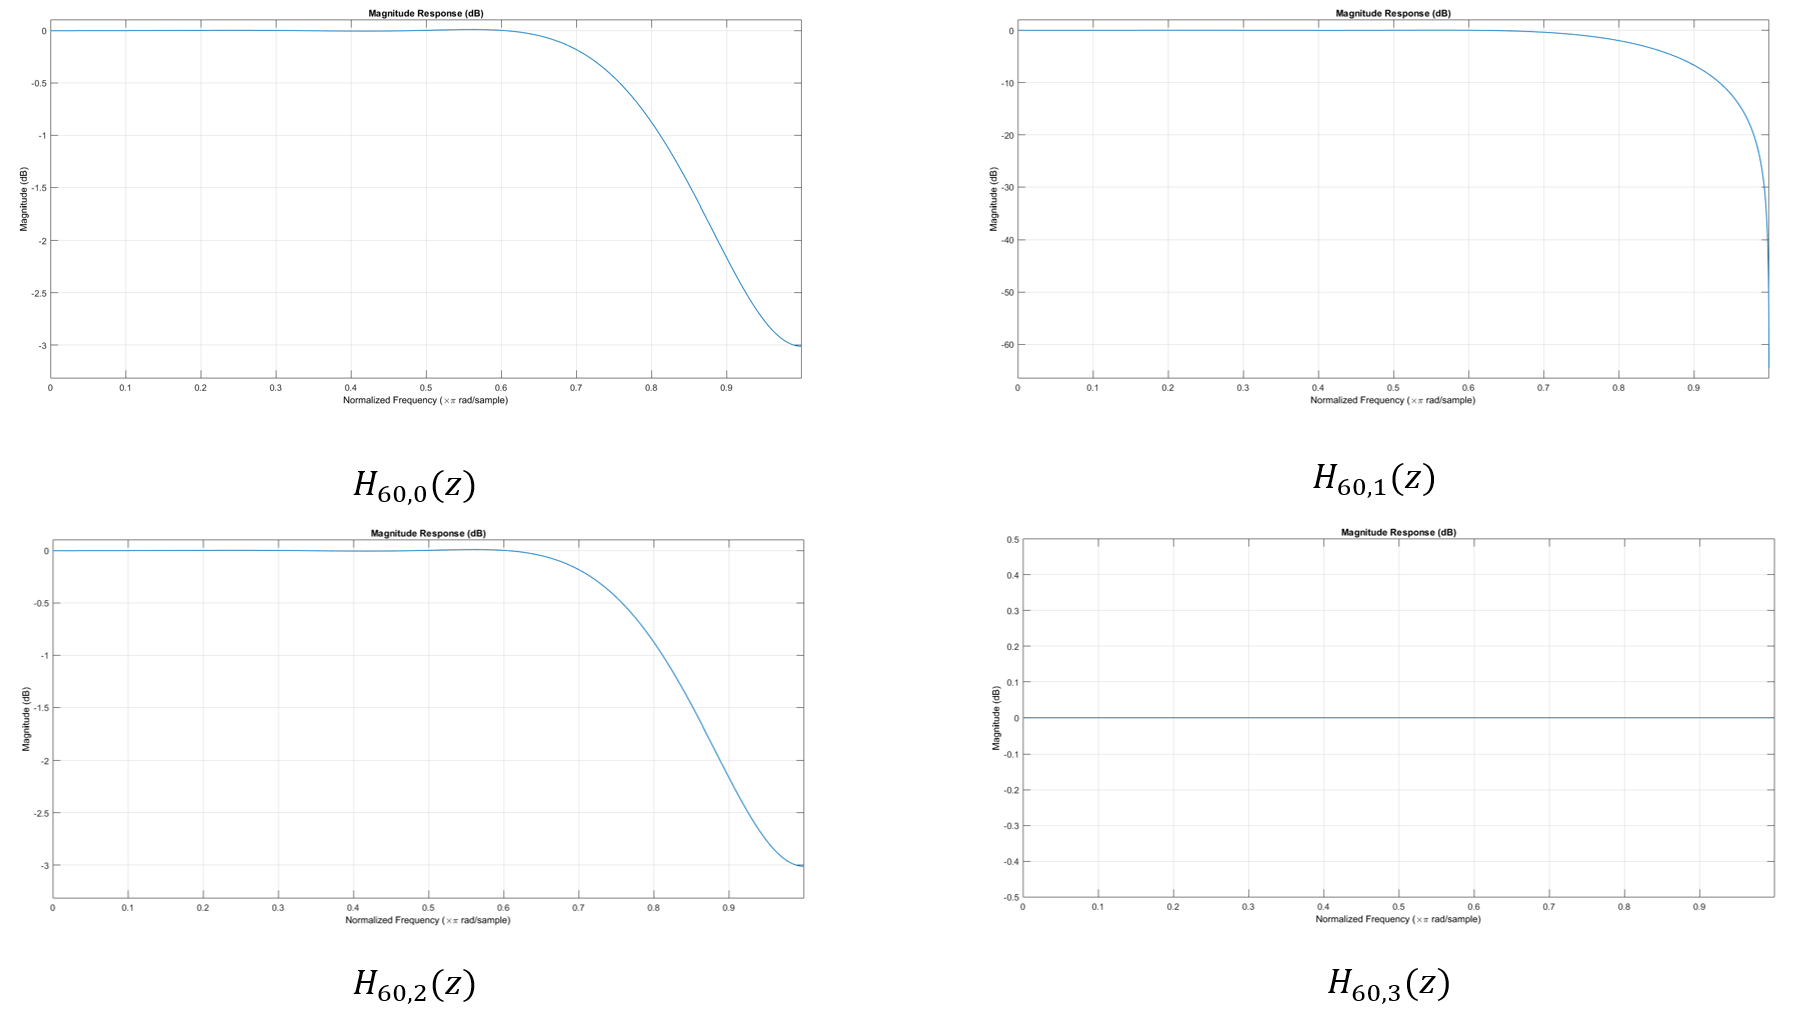 Magnitude Response (dB)
0
-0.5
-1
-1.5
-2
-2.5
-3
Magnitude (dB)
0 0.1 0.2 0.3 0.4 0.5 0.6 0.7 0.8 0.9
Normalized Frequency (×π rad/sample)
H60,0(z)
Magnitude Response (dB)
0
-10
-20
-30
-40
-50
-60
Magnitude (dB)
0 0.1 0.2 0.3 0.4 0.5 0.6 0.7 0.8 0.9
Normalized Frequency (×π rad/sample)
H60,1(z)
Magnitude Response (dB)
0
-0.5
-1
-1.5
-2
-2.5
-3
Magnitude (dB)
0 0.1 0.2 0.3 0.4 0.5 0.6 0.7 0.8 0.9
Normalized Frequency (×π rad/sample)
H60,2(z)
Magnitude Response (dB)
0.5
0.4
0.3
0.2
0.1
0
-0.1
-0.2
-0.3
-0.4
-0.5
Magnitude (dB)
0 0.1 0.2 0.3 0.4 0.5 0.6 0.7 0.8 0.9
Normalized Frequency (×π rad/sample)
H60,3(z)